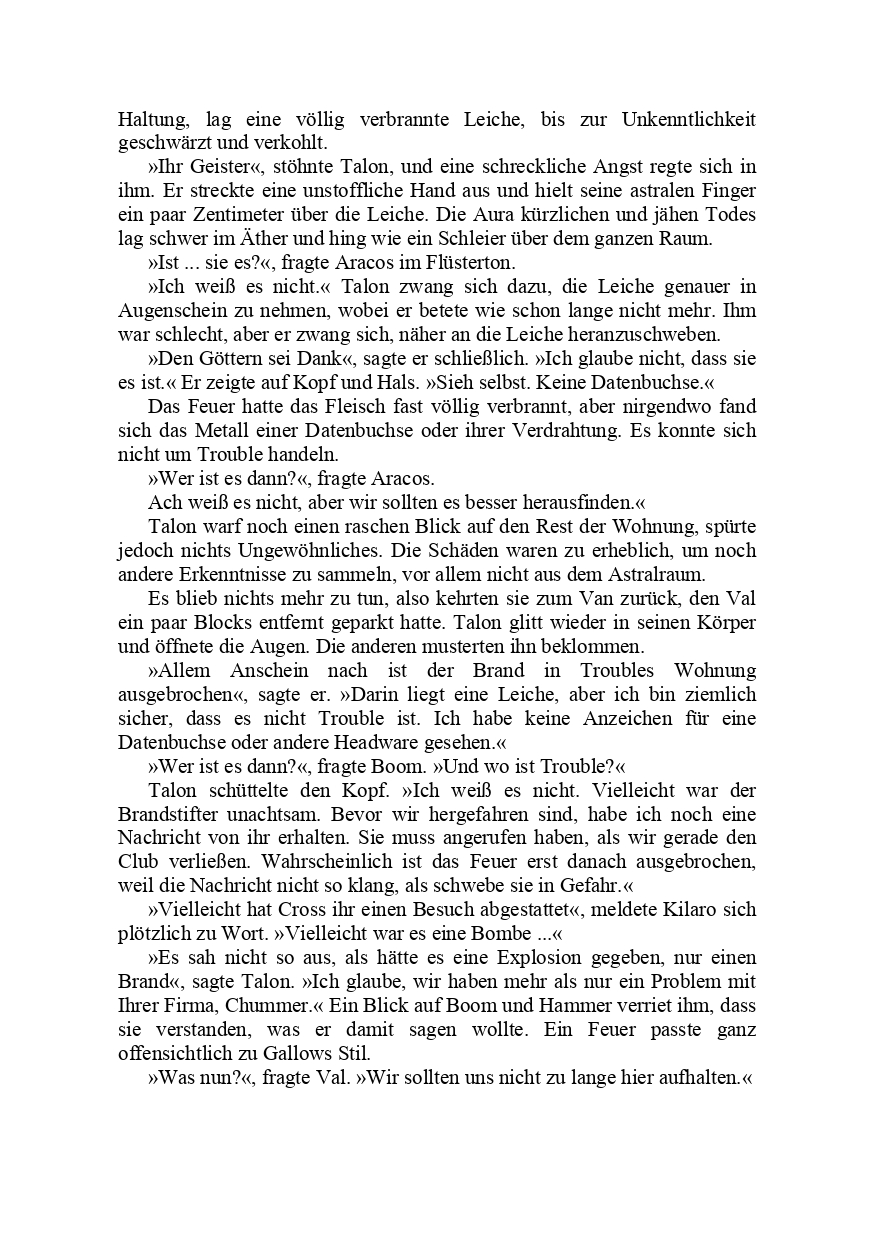 Haltung, lag eine völlig verbrannte Leiche, bis zur Unkenntlichkeit
geschwärzt und verkohlt.
»Ihr Geister«, stöhnte Talon, und eine schreckliche Angst regte sich in
ihm. Er streckte eine unstoffliche Hand aus und hielt seine astralen Finger
ein paar Zentimeter über die Leiche. Die Aura kürzlichen und jähen Todes
lag schwer im Äther und hing wie ein Schleier über dem ganzen Raum.
»Ist ... sie es?«, fragte Aracos im Flüsterton.
»Ich weiß es nicht.« Talon zwang sich dazu, die Leiche genauer in
Augenschein zu nehmen, wobei er betete wie schon lange nicht mehr. Ihm
war schlecht, aber er zwang sich, näher an die Leiche heranzuschweben.
»Den Göttern sei Dank«, sagte er schließlich. »Ich glaube nicht, dass sie
es ist.« Er zeigte auf Kopf und Hals. »Sieh selbst. Keine Datenbuchse.«
Das Feuer hatte das Fleisch fast völlig verbrannt, aber nirgendwo fand
sich das Metall einer Datenbuchse oder ihrer Verdrahtung. Es konnte sich
nicht um Trouble handeln.
»Wer ist es dann?«, fragte Aracos.
Ach weiß es nicht, aber wir sollten es besser herausfinden.«
Talon warf noch einen raschen Blick auf den Rest der Wohnung, spürte
jedoch nichts Ungewöhnliches. Die Schäden waren zu erheblich, um noch
andere Erkenntnisse zu sammeln, vor allem nicht aus dem Astralraum.
Es blieb nichts mehr zu tun, also kehrten sie zum Van zurück, den Val
ein paar Blocks entfernt geparkt hatte. Talon glitt wieder in seinen Körper
und öffnete die Augen. Die anderen musterten ihn beklommen.
»Allem Anschein nach ist der Brand in Troubles Wohnung
ausgebrochen«, sagte er. »Darin liegt eine Leiche, aber ich bin ziemlich
sicher, dass es nicht Trouble ist. Ich habe keine Anzeichen für eine
Datenbuchse oder andere Headware gesehen.«
»Wer ist es dann?«, fragte Boom. »Und wo ist Trouble?«
Talon schüttelte den Kopf. »Ich weiß es nicht. Vielleicht war der
Brandstifter unachtsam. Bevor wir hergefahren sind, habe ich noch eine
Nachricht von ihr erhalten. Sie muss angerufen haben, als wir gerade den
Club verließen. Wahrscheinlich ist das Feuer erst danach ausgebrochen,
weil die Nachricht nicht so klang, als schwebe sie in Gefahr.«
»Vielleicht hat Cross ihr einen Besuch abgestattet«, meldete Kilaro sich
plötzlich zu Wort. »Vielleicht war es eine Bombe ...«
»Es sah nicht so aus, als hätte es eine Explosion gegeben, nur einen
Brand«, sagte Talon. »Ich glaube, wir haben mehr als nur ein Problem mit
Ihrer Firma, Chummer.« Ein Blick auf Boom und Hammer verriet ihm, dass
sie verstanden, was er damit sagen wollte. Ein Feuer passte ganz
offensichtlich zu Gallows Stil.
»Was nun?«, fragte Val. »Wir sollten uns nicht zu lange hier aufhalten.«